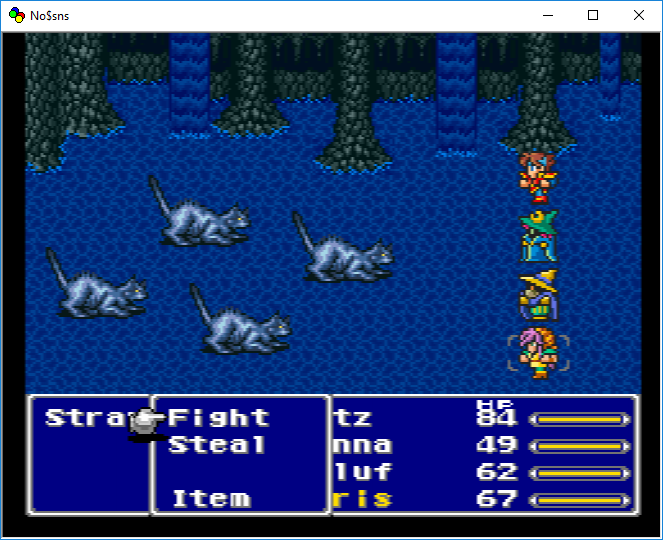 No$sns
HP
Stra Fight tz 84
Steal nna 49
luf 62
Item ris 67